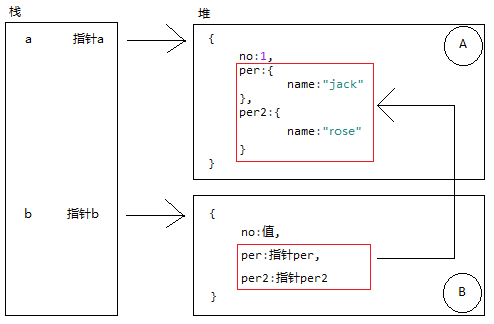 栈
堆
a 指针a
{
no:1,
per:{
name:"jack"
},
per2:{
name:"rose"
}
}
A
b 指针b
{
no:值,
per:指针per,
per2:指针per2
}
B